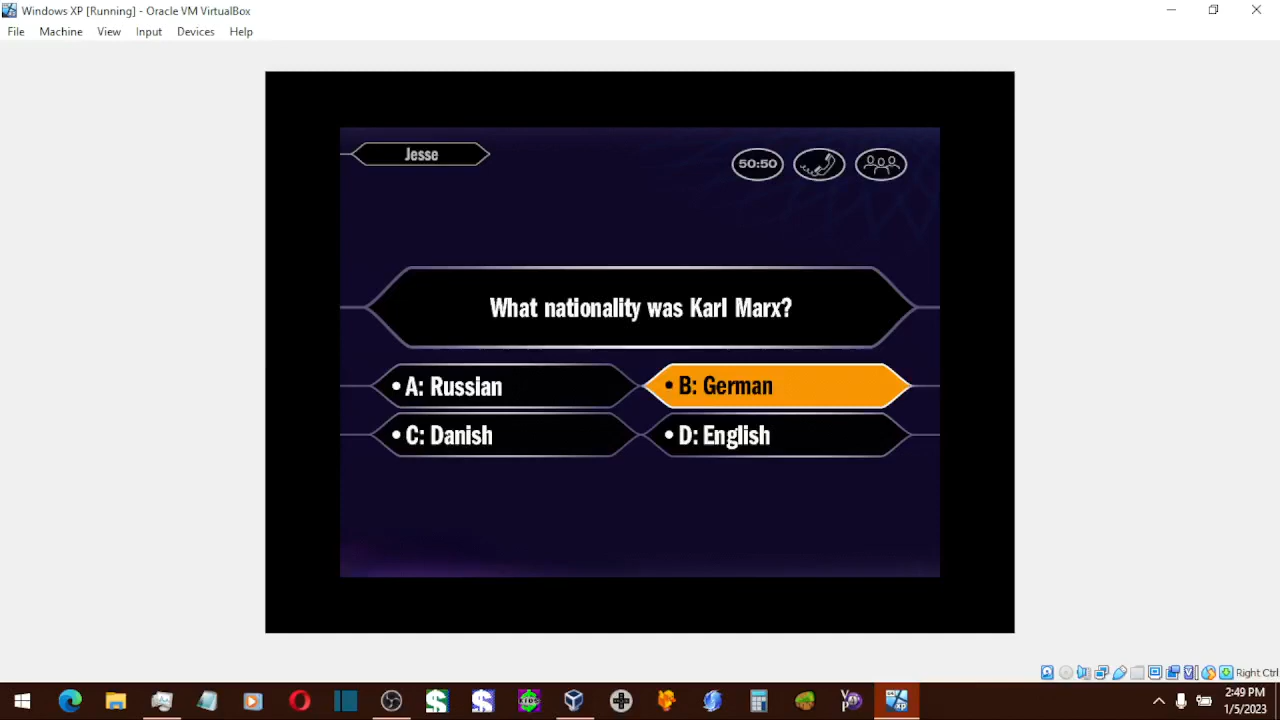 Windows XP [Running] - Oracle VM VirtualBox
File Machine View Input Devices Help
Jesse
50:50
What nationality was Karl Marx?
• A: Russian
• B: German
• C: Danish
• D: English
Right Ctrl
2:49 PM
1/5/2023